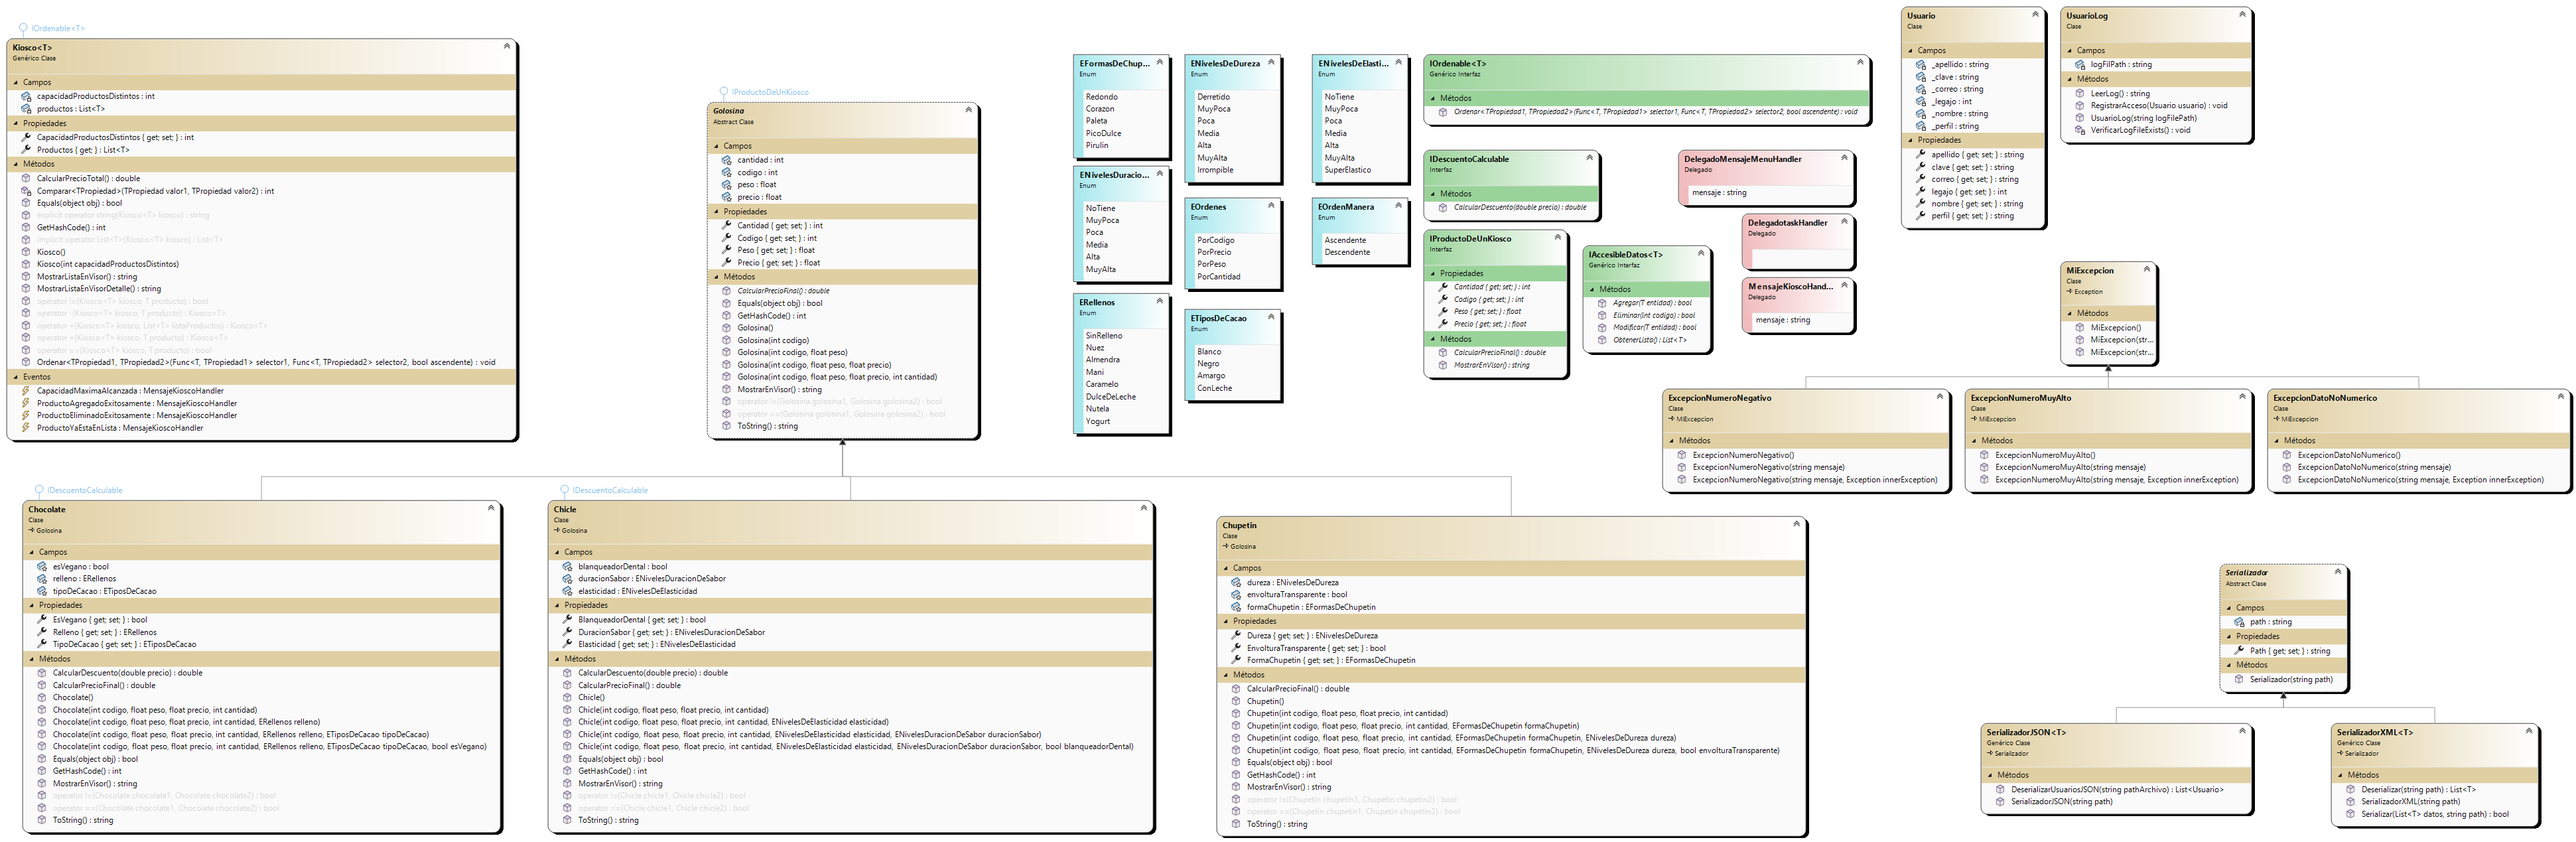 IOrdenable<T>
Kiosco<T>
Genérico Clase
Campos
capacidadProductosDistintos : int
productos : List<T>
Propiedades
CapacidadProductosDistintos { get; set; } : int
Productos { get; } : List<T>
Métodos
CalcularPrecioTotal() : double
Comparar<TPropiedad>(TPropiedad valor1, TPropiedad valor2) : int
Equals(object obj) : bool
explicit operator string(Kiosco<T> kiosco) : string
GetHashCode() : int
implicit operator List<T>(Kiosco<T> kiosco) : List<T>
Kiosco()
Kiosco(int capacidadProductosDistintos)
MostrarListaEnVisor() : string
MostrarListaEnVisorDetalle() : string
operator !=(Kiosco<T> kiosco, T producto) : bool
operator -(Kiosco<T> kiosco, T producto) : Kiosco<T>
operator +(Kiosco<T> kiosco, List<T> listaProductos) : Kiosco<T>
operator +(Kiosco<T> kiosco, T producto) : Kiosco<T>
operator ==(Kiosco<T> kiosco, T producto) : bool
Ordenar<TPropiedad1, TPropiedad2>(Func<T, TPropiedad1> selector1, Func<T, TPropiedad2> selector2, bool ascendente) : void
Eventos
CapacidadMaximaAlcanzada : MensajeKioscoHandler
ProductoAgregadoExitosamente : MensajeKioscoHandler
ProductoEliminadoExitosamente : MensajeKioscoHandler
ProductoYaEstaEnLista : MensajeKioscoHandler
IProductoDeUnKiosco
Golosina
Abstract Clase
Campos
cantidad : int
codigo : int
peso : float
precio : float
Propiedades
Cantidad { get; set; } : int
Codigo { get; set; } : int
Peso { get; set; } : float
Precio { get; set; } : float
Métodos
CalcularPrecioFinal() : double
Equals(object obj) : bool
GetHashCode() : int
Golosina()
Golosina(int codigo)
Golosina(int codigo, float peso)
Golosina(int codigo, float peso, float precio)
Golosina(int codigo, float peso, float precio, int cantidad)
MostrarEnVisor() : string
operator !=(Golosina golosina1, Golosina golosina2) : bool
operator ==(Golosina golosina1, Golosina golosina2) : bool
ToString() : string
EFormasDeChup...
Enum
Redondo
Corazon
Paleta
PicoDulce
Pirulin
ENivelesDeDureza
Enum
Derretido
MuyPoca
Poca
Media
Alta
MuyAlta
Irrompible
ENivelesDeElasti...
Enum
NoTiene
MuyPoca
Poca
Media
Alta
MuyAlta
SuperElastico
ENivelesDuracio...
Enum
NoTiene
MuyPoca
Poca
Media
Alta
MuyAlta
EOrdenes
Enum
PorCodigo
PorPrecio
PorPeso
PorCantidad
EOrdenManera
Enum
Ascendente
Descendente
ERellenos
Enum
SinRelleno
Nuez
Almendra
Mani
Caramelo
DulceDeLeche
Nutela
Yogurt
ETiposDeCacao
Enum
Blanco
Negro
Amargo
ConLeche
IOrdenable<T>
Genérico Interfaz
Métodos
Ordenar<TPropiedad1, TPropiedad2>(Func<T, TPropiedad1> selector1, Func<T, TPropiedad2> selector2, bool ascendente) : void
IDescuentoCalculable
Interfaz
Métodos
CalcularDescuento(double precio) : double
IProductoDeUnKiosco
Interfaz
Propiedades
Cantidad { get; set; } : int
Codigo { get; set; } : int
Peso { get; set; } : float
Precio { get; set; } : float
Métodos
CalcularPrecioFinal() : double
MostrarEnVisor() : string
IAccesibleDatos<T>
Genérico Interfaz
Métodos
Agregar(T entidad) : bool
Eliminar(int codigo) : bool
Modificar(T entidad) : bool
ObtenerLista() : List<T>
DelegadoMensajeMenuHandler
Delegado
mensaje : string
DelegadotaskHandler
Delegado
MensajeKioscoHand...
Delegado
mensaje : string
Usuario
Clase
Campos
_apellido : string
_clave : string
_correo : string
_legajo : int
_nombre : string
_perfil : string
Propiedades
apellido { get; set; } : string
clave { get; set; } : string
correo { get; set; } : string
legajo { get; set; } : int
nombre { get; set; } : string
perfil { get; set; } : string
UsuarioLog
Clase
Campos
logFilPath : string
Métodos
LeerLog() : string
RegistrarAcceso(Usuario usuario) : void
UsuarioLog(string logFilePath)
VerificarLogFileExists() : void
MiExcepcion
Clase
Exception
Métodos
MiExcepcion()
MiExcepcion(str...
MiExcepcion(str...
ExcepcionNumeroNegativo
Clase
MiExcepcion
Métodos
ExcepcionNumeroNegativo()
ExcepcionNumeroNegativo(string mensaje)
ExcepcionNumeroNegativo(string mensaje, Exception innerException)
ExcepcionNumeroMuyAlto
Clase
MiExcepcion
Métodos
ExcepcionNumeroMuyAlto()
ExcepcionNumeroMuyAlto(string mensaje)
ExcepcionNumeroMuyAlto(string mensaje, Exception innerException)
ExcepcionDatoNoNumerico
Clase
MiExcepcion
Métodos
ExcepcionDatoNoNumerico()
ExcepcionDatoNoNumerico(string mensaje)
ExcepcionDatoNoNumerico(string mensaje, Exception innerException)
IDescuentoCalculable
Chocolate
Clase
Golosina
Campos
esVegano : bool
relleno : ERellenos
tipoDeCacao : ETiposDeCacao
Propiedades
EsVegano { get; set; } : bool
Relleno { get; set; } : ERellenos
TipoDeCacao { get; set; } : ETiposDeCacao
Métodos
CalcularDescuento(double precio) : double
CalcularPrecioFinal() : double
Chocolate()
Chocolate(int codigo, float peso, float precio, int cantidad)
Chocolate(int codigo, float peso, float precio, int cantidad, ERellenos relleno)
Chocolate(int codigo, float peso, float precio, int cantidad, ERellenos relleno, ETiposDeCacao tipoDeCacao)
Chocolate(int codigo, float peso, float precio, int cantidad, ERellenos relleno, ETiposDeCacao tipoDeCacao, bool esVegano)
Equals(object obj) : bool
GetHashCode() : int
MostrarEnVisor() : string
operator !=(Chocolate chocolate1, Chocolate chocolate2) : bool
operator ==(Chocolate chocolate1, Chocolate chocolate2) : bool
ToString() : string
IDescuentoCalculable
Chicle
Clase
Golosina
Campos
blanqueadorDental : bool
duracionSabor : ENivelesDuracionDeSabor
elasticidad : ENivelesDeElasticidad
Propiedades
BlanqueadorDental { get; set; } : bool
DuracionSabor { get; set; } : ENivelesDuracionDeSabor
Elasticidad { get; set; } : ENivelesDeElasticidad
Métodos
CalcularDescuento(double precio) : double
CalcularPrecioFinal() : double
Chicle()
Chicle(int codigo, float peso, float precio, int cantidad)
Chicle(int codigo, float peso, float precio, int cantidad, ENivelesDeElasticidad elasticidad)
Chicle(int codigo, float peso, float precio, int cantidad, ENivelesDeElasticidad elasticidad, ENivelesDuracionDeSabor duracionSabor)
Chicle(int codigo, float peso, float precio, int cantidad, ENivelesDeElasticidad elasticidad, ENivelesDuracionDeSabor duracionSabor, bool blanqueadorDental)
Equals(object obj) : bool
GetHashCode() : int
MostrarEnVisor() : string
operator !=(Chicle chicle1, Chicle chicle2) : bool
operator ==(Chicle chicle1, Chicle chicle2) : bool
ToString() : string
Chupetin
Clase
Golosina
Campos
dureza : ENivelesDeDureza
envolturaTransparente : bool
formaChupetin : EFormasDeChupetin
Propiedades
Dureza { get; set; } : ENivelesDeDureza
EnvolturaTransparente { get; set; } : bool
FormaChupetin { get; set; } : EFormasDeChupetin
Métodos
CalcularPrecioFinal() : double
Chupetin()
Chupetin(int codigo, float peso, float precio, int cantidad)
Chupetin(int codigo, float peso, float precio, int cantidad, EFormasDeChupetin formaChupetin)
Chupetin(int codigo, float peso, float precio, int cantidad, EFormasDeChupetin formaChupetin, ENivelesDeDureza dureza)
Chupetin(int codigo, float peso, float precio, int cantidad, EFormasDeChupetin formaChupetin, ENivelesDeDureza dureza, bool envolturaTransparente)
Equals(object obj) : bool
GetHashCode() : int
MostrarEnVisor() : string
operator !=(Chupetin chupetin1, Chupetin chupetin2) : bool
operator ==(Chupetin chupetin1, Chupetin chupetin2) : bool
ToString() : string
Serializador
Abstract Clase
Campos
path : string
Propiedades
Path { get; set; } : string
Métodos
Serializador(string path)
SerializadorJSON<T>
Genérico Clase
Serializador
Métodos
DeserializarUsuariosJSON(string pathArchivo) : List<Usuario>
SerializadorJSON(string path)
SerializadorXML<T>
Genérico Clase
Serializador
Métodos
Deserializar(string path) : List<T>
SerializadorXML(string path)
Serializar(List<T> datos, string path) : bool